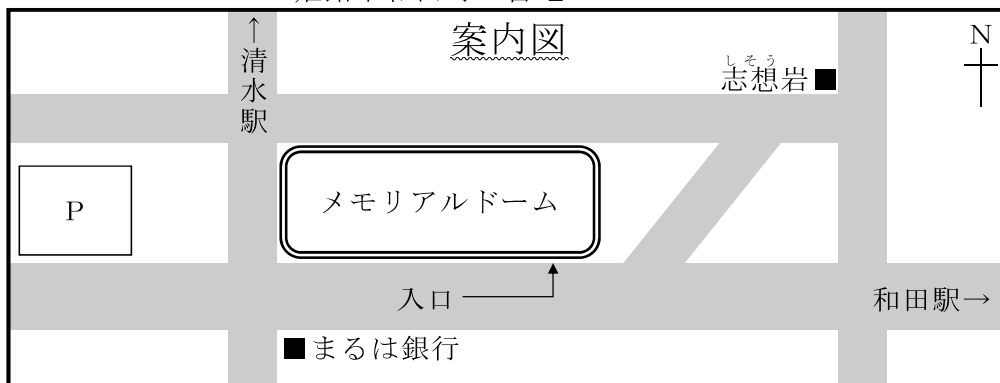 案内図
N
↑清水駅
しそう
志想岩■
P
メモリアルドーム
入口
和田駅→
■まるは銀行